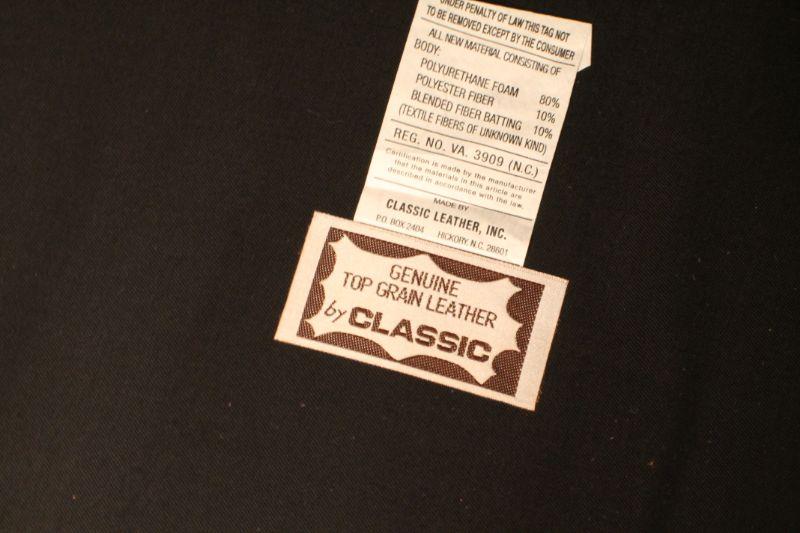 UNDER PENALTY OF LAW THIS TAG NOT
TO BE REMOVED EXCEPT BY THE CONSUMER
ALL NEW MATERIAL CONSISTING OF
BODY:
POLYURETHANE FOAM 80%
POLYESTER FIBER 10%
BLENDED FIBER BATTING 10%
(TEXTILE FIBERS OF UNKNOWN KIND)
REG. NO. VA. 3909 (N.C.)
Certification is made by the manufacturer
that the materials in this article are
described in accordance with the law.
MADE BY
CLASSIC LEATHER, INC.
P.O. BOX 2404 HICKORY, N.C. 28601
GENUINE
TOP GRAIN LEATHER
by CLASSIC